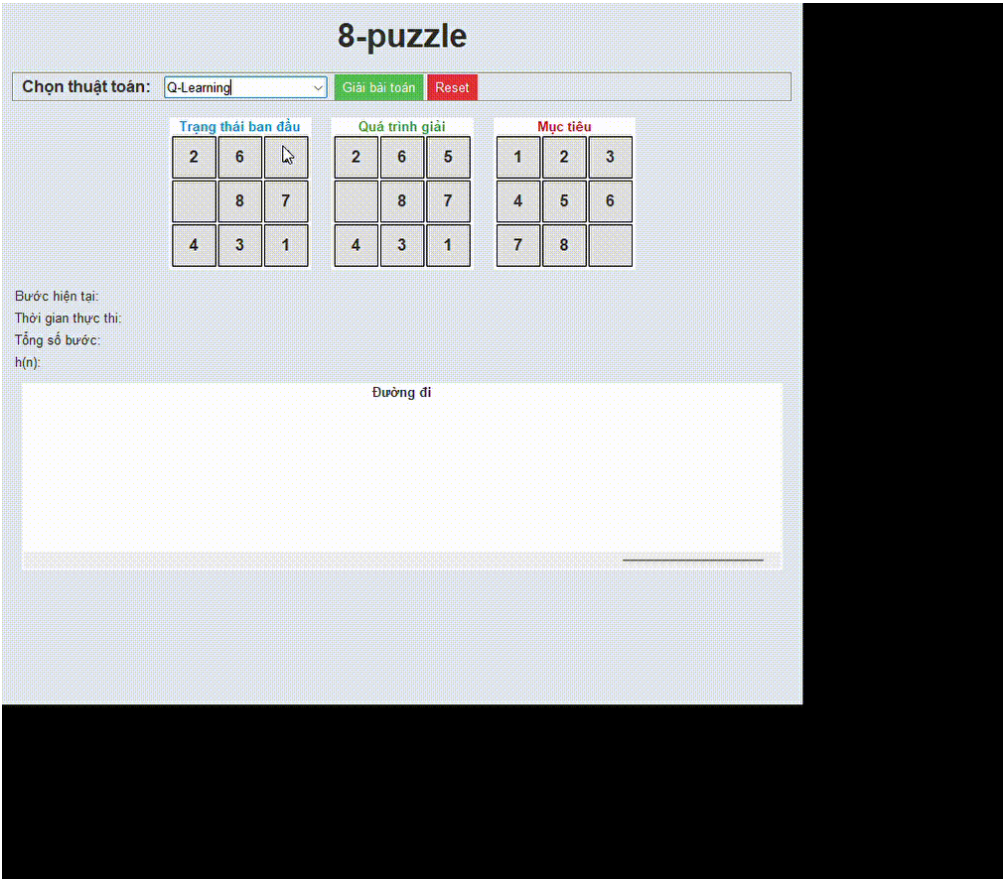 8-puzzle
Chọn thuật toán: Q-Learning Giải bài toán Reset
Trạng thái ban đầu Quá trình giải Mục tiêu
2 6 2 6 5 1 2 3
8 7 8 7 4 5 6
4 3 1 4 3 1 7 8
Bước hiện tại:
Thời gian thực thi:
Tổng số bước:
h(n):
Đường đi